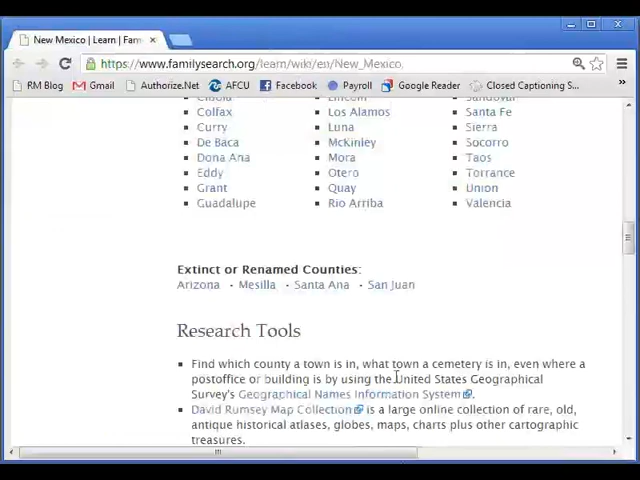 New Mexico | Learn | Fam
https://www.familysearch.org/learn/wiki/en/New_Mexico.
RM Blog Gmail Authorize.Net AFCU Facebook Payroll Google Reader Closed Captioning S... »
Cibola Lincoln Sandoval
Colfax Los Alamos Santa Fe
Curry Luna Sierra
De Baca McKinley Socorro
Dona Ana Mora Taos
Eddy Otero Torrance
Grant Quay Union
Guadalupe Rio Arriba Valencia
Extinct or Renamed Counties:
Arizona · Mesilla · Santa Ana · San Juan
Research Tools
Find which county a town is in, what town a cemetery is in, even where a
postoffice or building is by using the United States Geographical
Survey's Geographical Names Information System.
David Rumsey Map Collection is a large online collection of rare, old,
antique historical atlases, globes, maps, charts plus other cartographic
treasures.